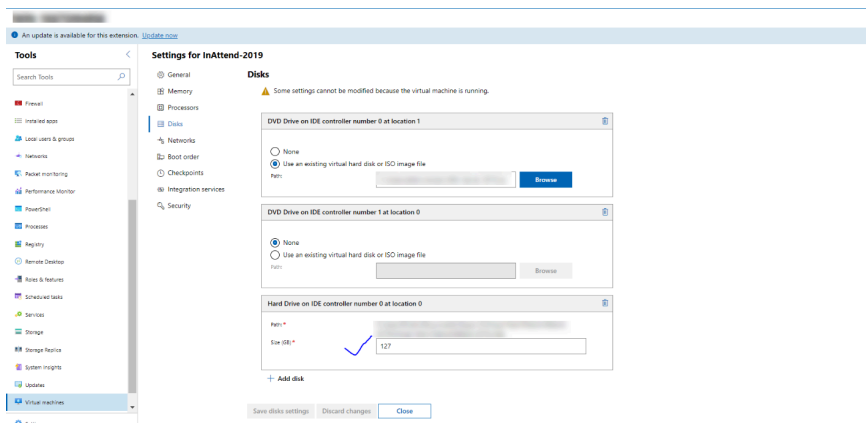 An update is available for this extension. Update now
Tools
Search Tools
Firewall
Installed apps
Local users & groups
Networks
Packet monitoring
Performance Monitor
PowerShell
Processes
Registry
Remote Desktop
Roles & features
Scheduled tasks
Services
Storage
Storage Replica
System Insights
Updates
Virtual machines
Settings for InAttend-2019
General
Memory
Processors
Disks
Networks
Boot order
Checkpoints
Integration services
Security
Disks
Some settings cannot be modified because the virtual machine is running.
DVD Drive on IDE controller number 0 at location 1
None
Use an existing virtual hard disk or ISO image file
Path:
Browse
DVD Drive on IDE controller number 1 at location 0
None
Use an existing virtual hard disk or ISO image file
Path:
Browse
Hard Drive on IDE controller number 0 at location 0
Path: *
Size (GB) *
127
+ Add disk
Save disks settings Discard changes Close